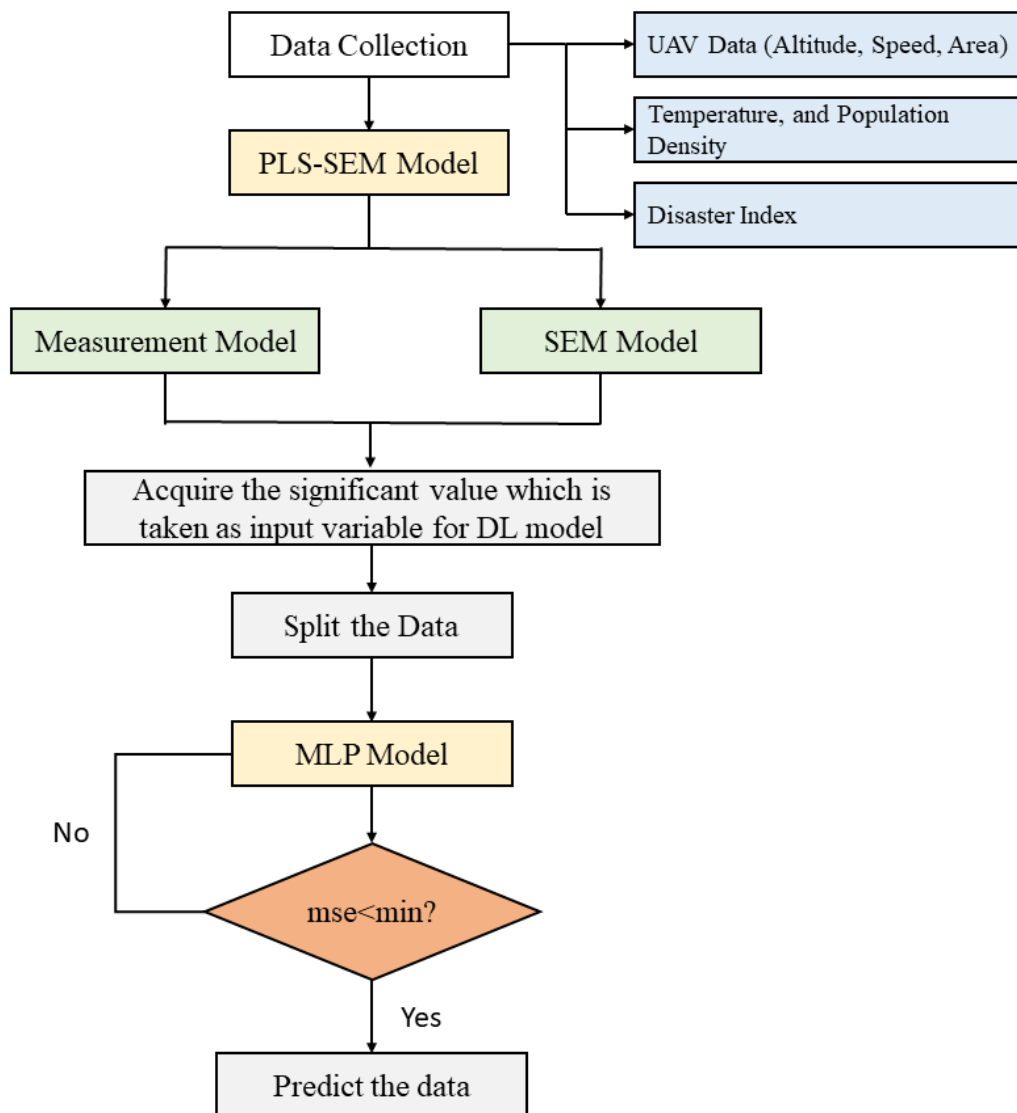 Data Collection
UAV Data (Altitude, Speed, Area)
Temperature, and Population
Density
Disaster Index
PLS-SEM Model
Measurement Model
SEM Model
Acquire the significant value which is
taken as input variable for DL model
Split the Data
MLP Model
No
mse<min?
Yes
Predict the data